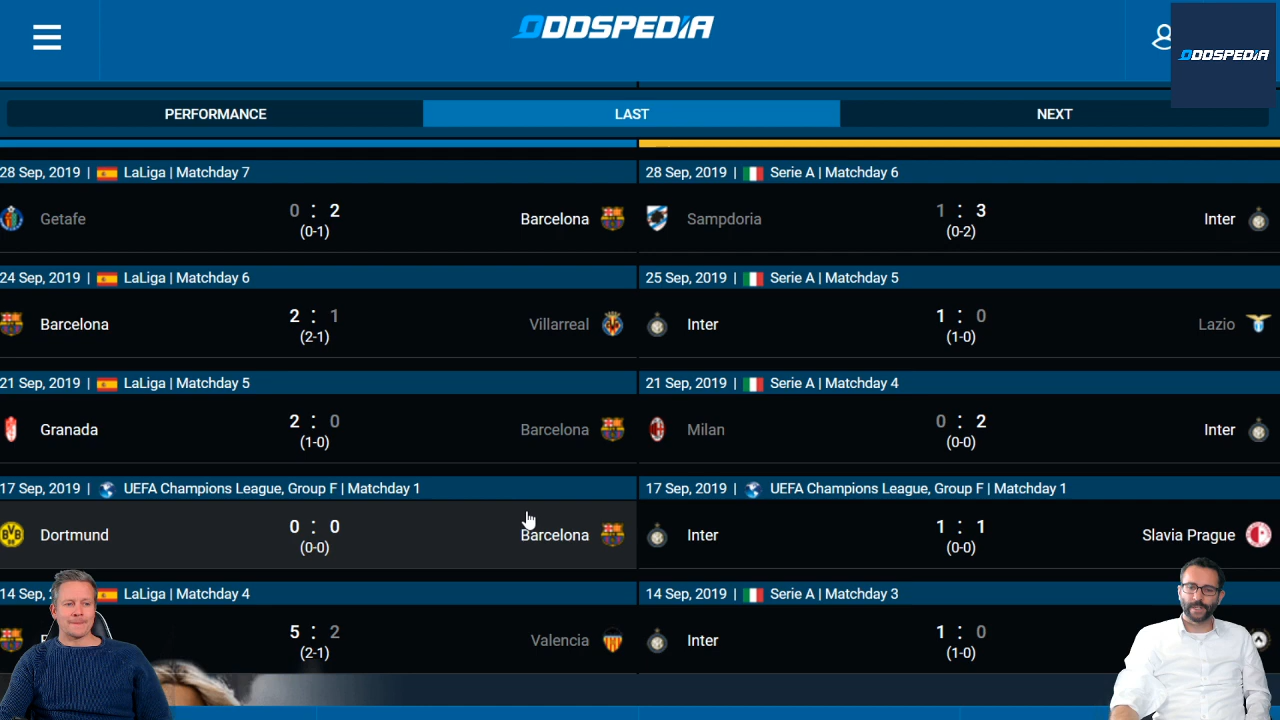 ODDSPEDIA
ODDSPEDIA
PERFORMANCE LAST NEXT
28 Sep, 2019 | LaLiga | Matchday 7
Getafe 0 : 2 Barcelona
(0-1)
24 Sep, 2019 | LaLiga | Matchday 6
Barcelona 2 : 1 Villarreal
(2-1)
21 Sep, 2019 | LaLiga | Matchday 5
Granada 2 : 0 Barcelona
(1-0)
17 Sep, 2019 | UEFA Champions League, Group F | Matchday 1
Dortmund 0 : 0 Barcelona
(0-0)
14 Sep, LaLiga | Matchday 4
5 : 2 Valencia
(2-1)
28 Sep, 2019 | Serie A | Matchday 6
Sampdoria 1 : 3 Inter
(0-2)
25 Sep, 2019 | Serie A | Matchday 5
Inter 1 : 0 Lazio
(1-0)
21 Sep, 2019 | Serie A | Matchday 4
Milan 0 : 2 Inter
(0-0)
17 Sep, 2019 | UEFA Champions League, Group F | Matchday 1
Inter 1 : 1 Slavia Prague
(0-0)
14 Sep, 2019 | Serie A | Matchday 3
Inter 1 : 0
(1-0)